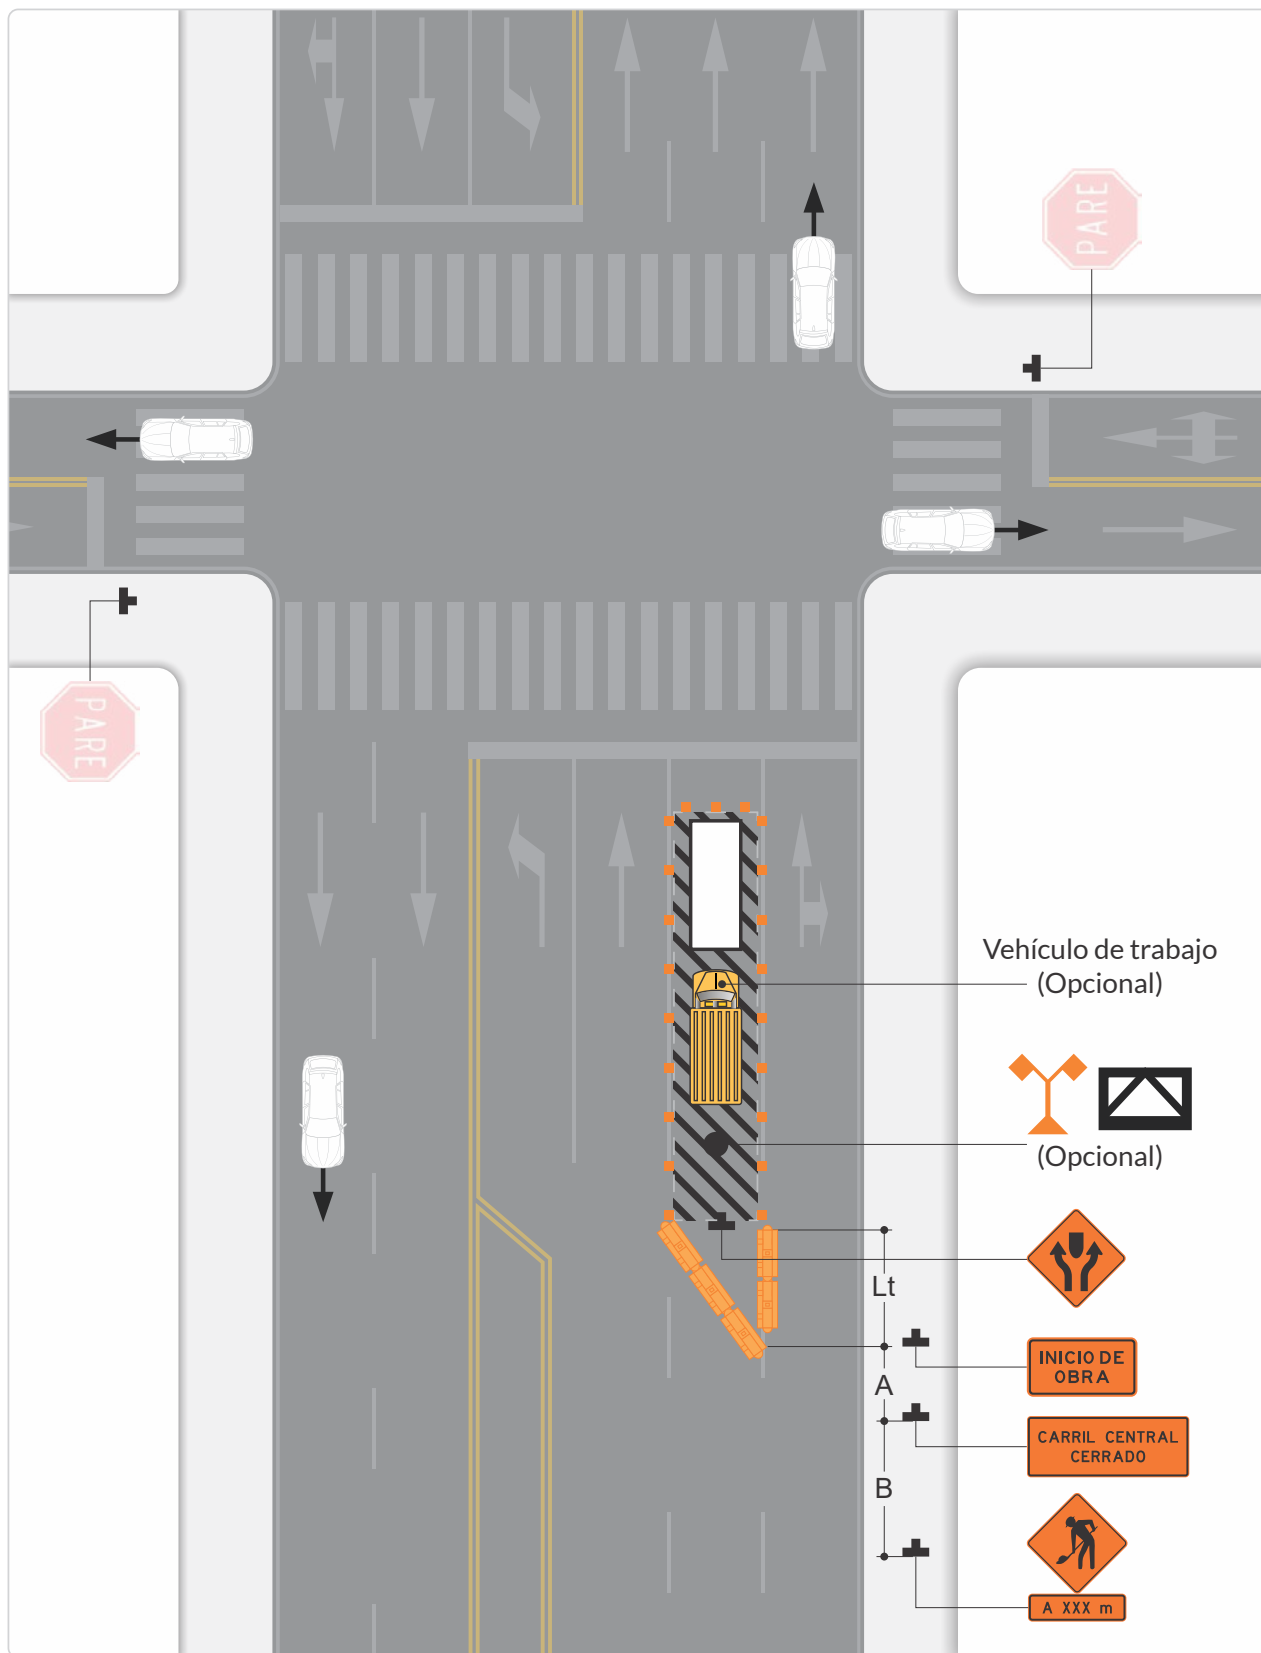 PARE
PARE
Vehículo de trabajo
(Opcional)
(Opcional)
Lt
INICIO DE
OBRA
A
CARRIL CENTRAL
CERRADO
B
A XXX m